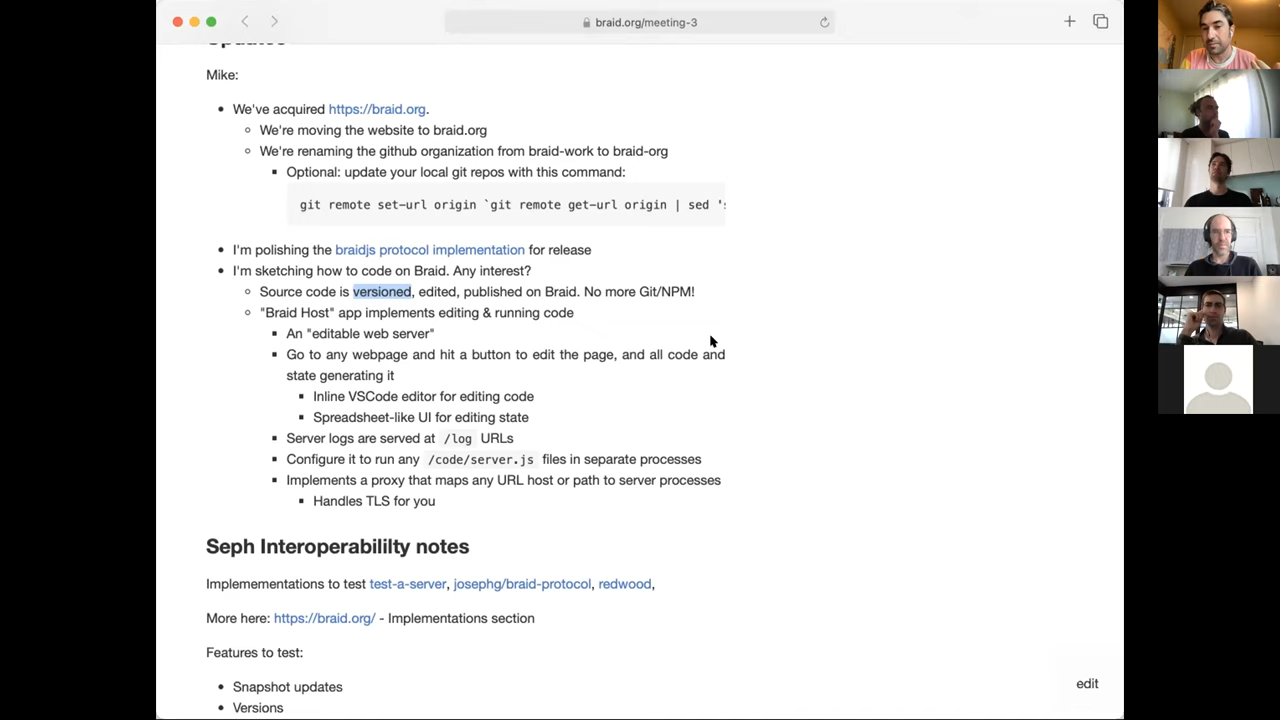 braid.org/meeting-3
Updates
Mike:
We've acquired https://braid.org.
We're moving the website to braid.org
We're renaming the github organization from braid-work to braid-org
Optional: update your local git repos with this command:
git remote set-url origin `git remote get-url origin | sed 's
I'm polishing the braidjs protocol implementation for release
I'm sketching how to code on Braid. Any interest?
Source code is versioned, edited, published on Braid. No more Git/NPM!
"Braid Host" app implements editing & running code
An "editable web server"
Go to any webpage and hit a button to edit the page, and all code and
state generating it
Inline VSCode editor for editing code
Spreadsheet-like UI for editing state
Server logs are served at /log URLs
Configure it to run any /code/server.js files in separate processes
Implements a proxy that maps any URL host or path to server processes
Handles TLS for you
Seph Interoperabililty notes
Implemementations to test test-a-server, josephg/braid-protocol, redwood,
More here: https://braid.org/ - Implementations section
Features to test:
Snapshot updates
Versions
edit